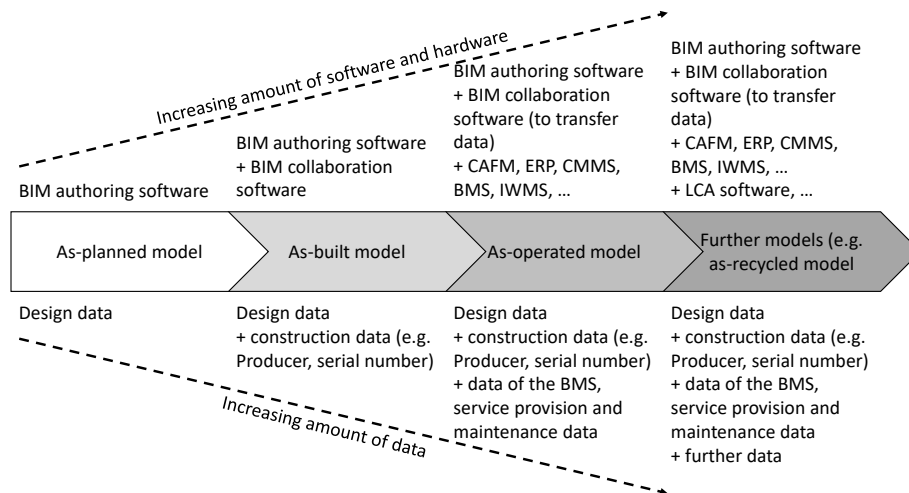 Increasing amount of software and hardware
BIM authoring software
BIM authoring software
+ BIM collaboration
software
BIM authoring software
+ BIM collaboration
software (to transfer
data)
+ CAFM, ERP, CMMS,
BMS, IWMS, ...
BIM authoring software
+ BIM collaboration
software (to transfer
data)
+ CAFM, ERP, CMMS,
BMS, IWMS, ...
+ LCA software, ...
As-planned model
As-built model
As-operated model
Further models (e.g.
as-recycled model
Design data
Design data
+ construction data (e.g.
Producer, serial number)
Design data
+ construction data (e.g.
Producer, serial number)
+ data of the BMS,
service provision and
maintenance data
Design data
+ construction data (e.g.
Producer, serial number)
+ data of the BMS,
service provision and
maintenance data
+ further data
Increasing amount of data